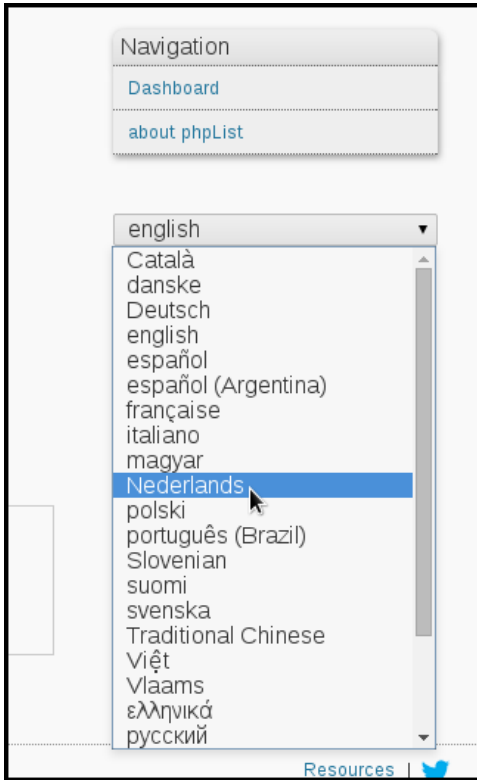 Navigation
Dashboard
about phpList
english
Català
danske
Deutsch
english
español
español (Argentina)
française
italiano
magyar
Nederlands
polski
português (Brazil)
Slovenian
suomi
svenska
Traditional Chinese
Việt
Vlaams
ελληνικά
русский
Resources |